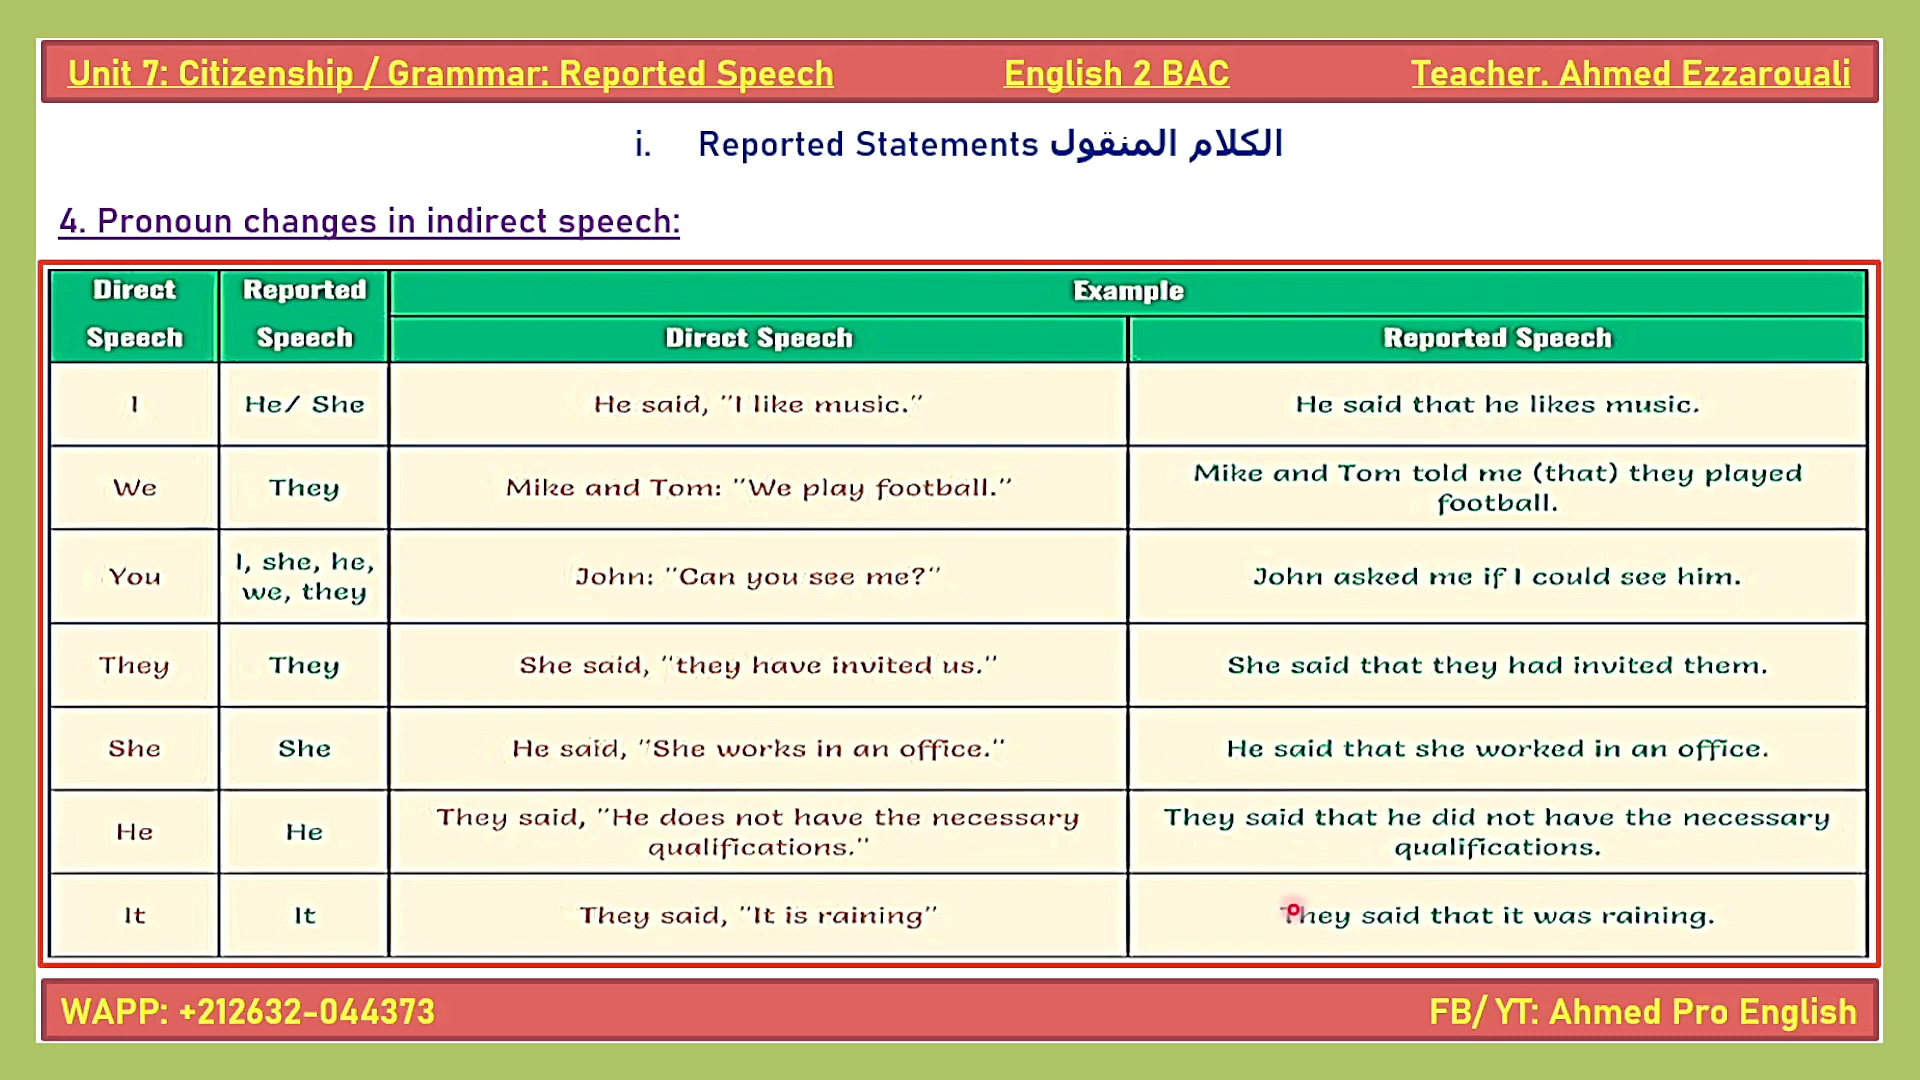 Unit 7: Citizenship / Grammar: Reported Speech English 2 BAC Teacher. Ahmed Ezzarouali
i. Reported Statements الكلام المنقول
4. Pronoun changes in indirect speech:
Direct Speech
Reported Speech
Example
Direct Speech
Reported Speech
I
He/ She
He said, "I like music."
He said that he likes music.
We
They
Mike and Tom: "We play football."
Mike and Tom told me (that) they played
football.
You
I, she, he,
we, they
John: "Can you see me?"
John asked me if I could see him.
They
They
She said, "they have invited us."
She said that they had invited them.
She
She
He said, "She works in an office."
He said that she worked in an office.
He
He
They said, "He does not have the necessary
qualifications."
They said that he did not have the necessary
qualifications.
It
It
They said, "It is raining"
They said that it was raining.
WAPP: +212632-044373 FB/ YT: Ahmed Pro English